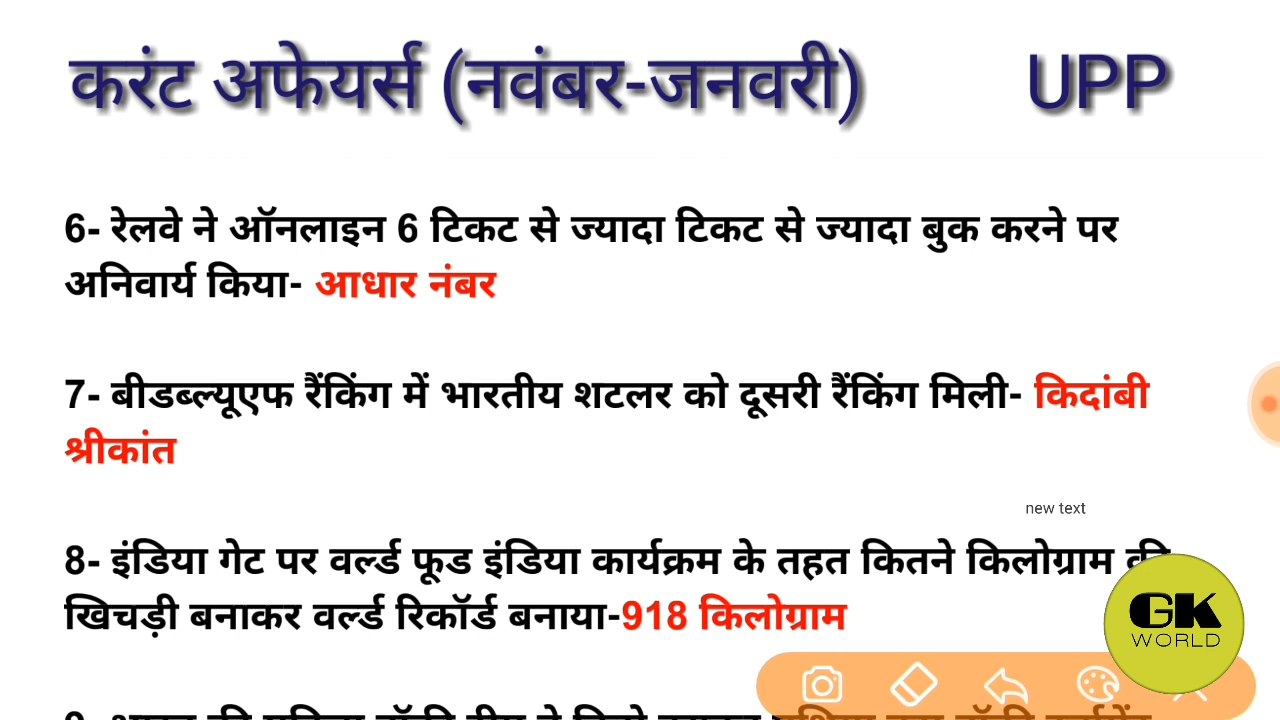 करंट अफेयर्स (नवंबर-जनवरी) UPP
6- रेलवे ने ऑनलाइन 6 टिकट से ज्यादा टिकट से ज्यादा बुक करने पर
अनिवार्य किया- आधार नंबर
7- बीडब्ल्यूएफ रैंकिंग में भारतीय शटलर को दूसरी रैंकिंग मिली- किदांबी
श्रीकांत
new text
8- इंडिया गेट पर वर्ल्ड फूड इंडिया कार्यक्रम के तहत कितने किलोग्राम की
खिचड़ी बनाकर वर्ल्ड रिकॉर्ड बनाया-918 किलोग्राम
GK
WORLD